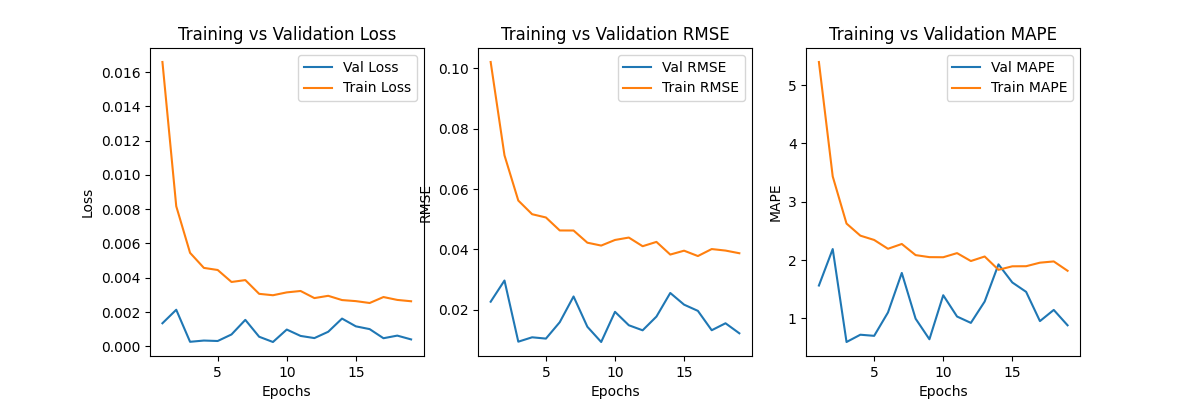 Training vs Validation Loss
Val Loss
Train Loss
0.016
0.014
0.012
0.010
0.008
0.006
0.004
0.002
0.000
Loss
5
10
15
Epochs
Training vs Validation RMSE
Val RMSE
Train RMSE
0.10
0.08
0.06
0.04
0.02
RMSE
5
10
15
Epochs
Training vs Validation MAPE
Val MAPE
Train MAPE
5
4
3
2
1
MAPE
5
10
15
Epochs